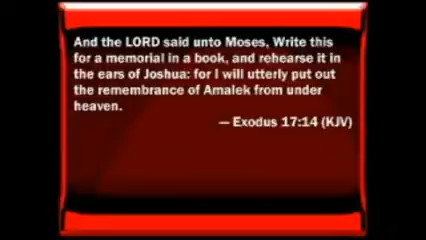 And the LORD said unto Moses, Write this
for a memorial in a book, and rehearse it in
the ears of Joshua: for I will utterly put out
the remembrance of Amalek from under
heaven.
— Exodus 17:14 (KJV)